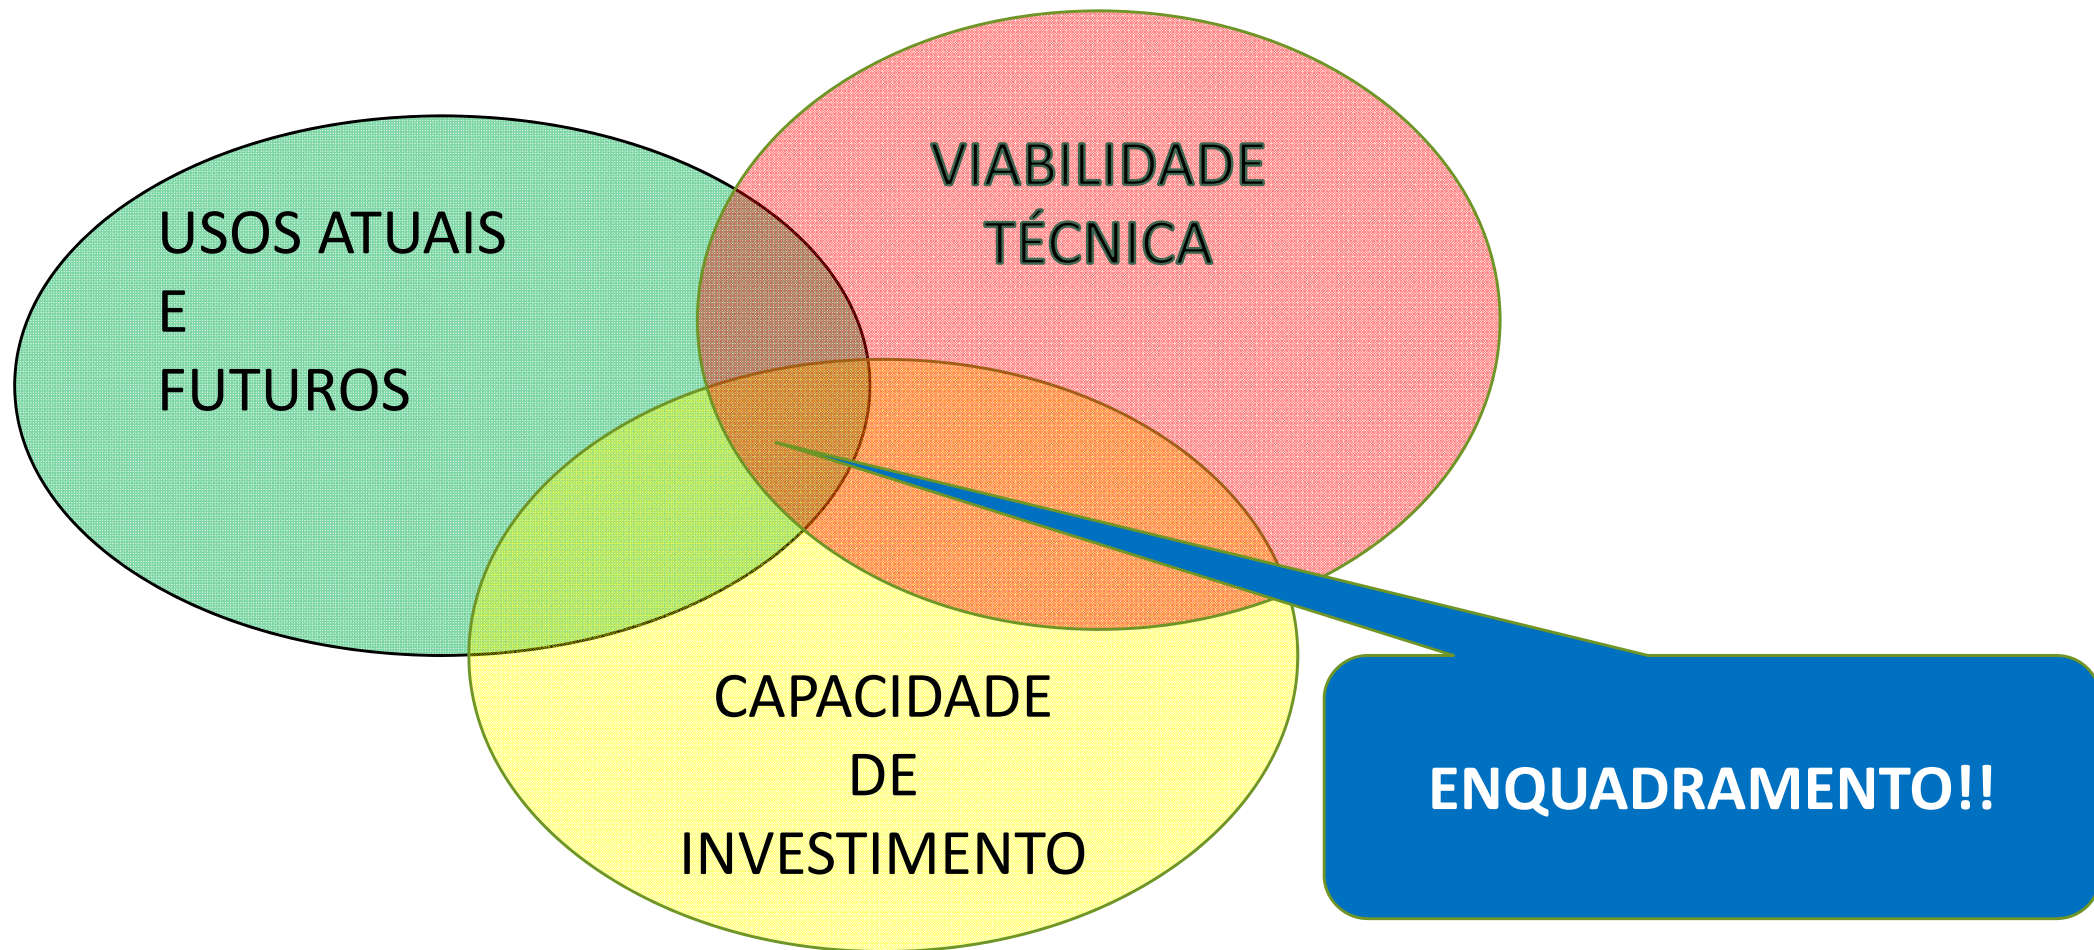 USOS ATUAIS
E
FUTUROS
VIABILIDADE
TÉCNICA
CAPACIDADE
DE
INVESTIMENTO
ENQUADRAMENTO!!